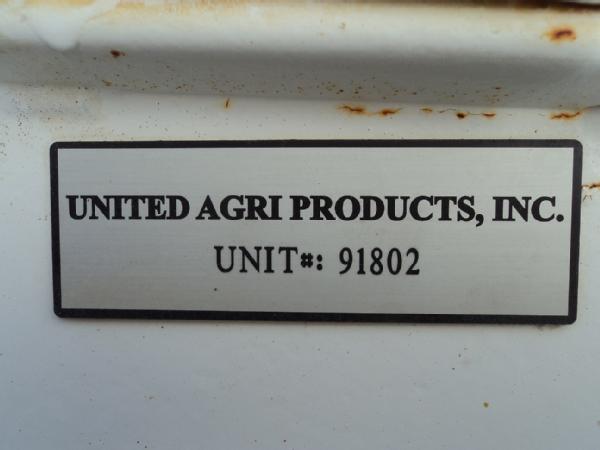 UNITED AGRI PRODUCTS, INC.
UNIT#: 91802